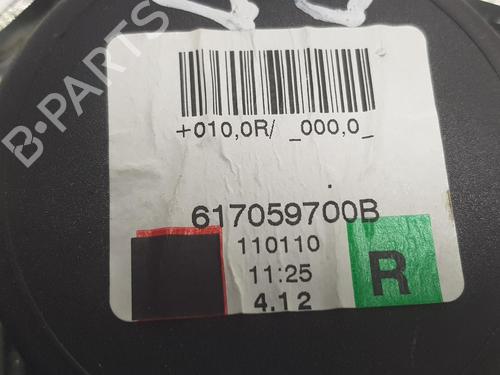 B-PARTS
+010,0R/ _000,0_
617059700B
110110
11:25
4.12
R